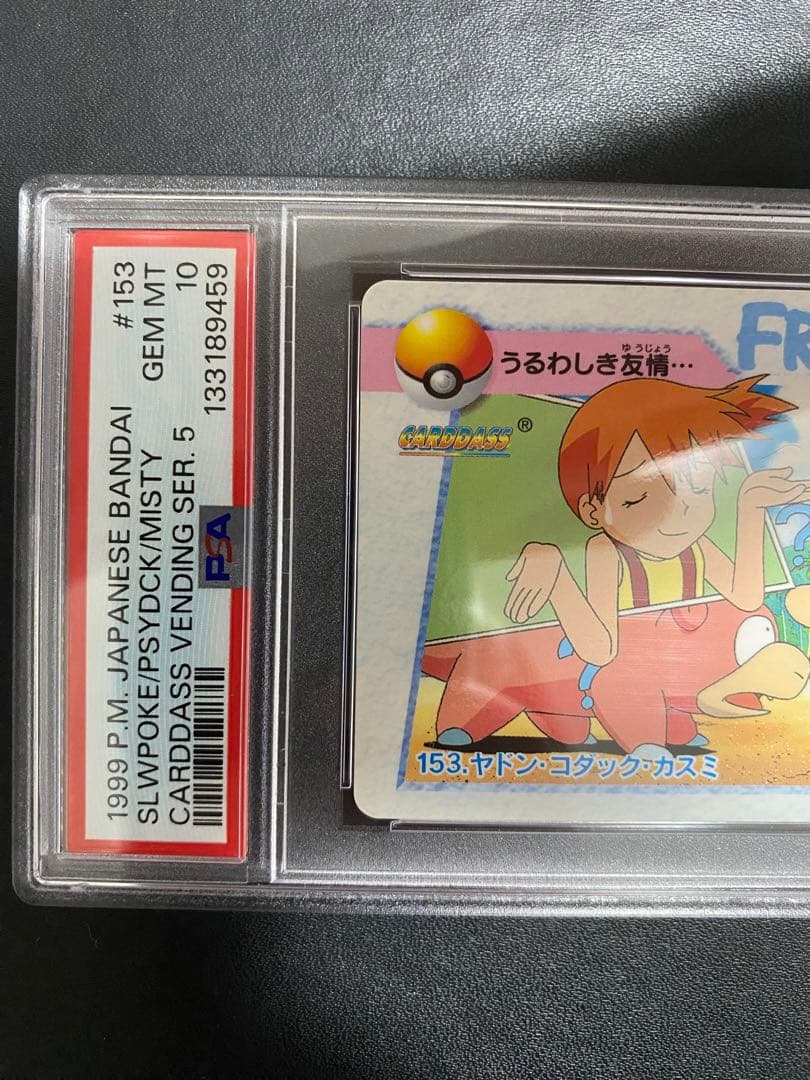 1999 P.M. JAPANESE BANDAI #153
SLWPOKE/PSYDCK/MISTY GEM MT
CARDDASS VENDING SER. 5 10
133189459
PSA
ゆうじょう
うるわしき友情…
FR
CARDDASS®
153.ヤドン・コダック・カスミ